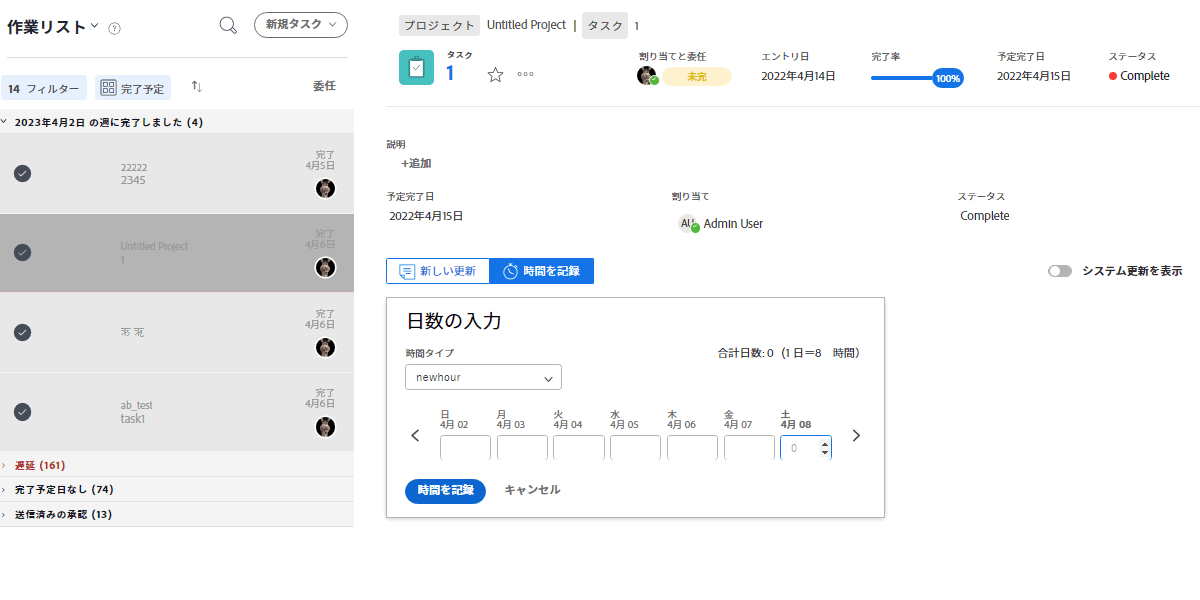 作業リスト
新規タスク
14 フィルター
完了予定
委任
2023年4月2日 の週に完了しました (4)
22222
2345
完了
4月5日
Untitled Project
1
完了
4月6日
完了
4月6日
ab_test
task1
完了
4月6日
遅延 (161)
完了予定日なし (74)
送信済みの承認 (13)
プロジェクト Untitled Project | タスク 1
タスク
1
割り当てと委任
未完
エントリ日
2022年4月14日
完了率
100%
予定完了日
2022年4月15日
ステータス
Complete
説明
+追加
予定完了日
2022年4月15日
割り当て
AU Admin User
ステータス
Complete
新しい更新
時間を記録
システム更新を表示
日数の入力
時間タイプ
合計日数: 0 (1 日＝8 時間)
newhour
日 月 火 水 木 金 土
4月 02 4月 03 4月 04 4月 05 4月 06 4月 07 4月 08
0
時間を記録
キャンセル